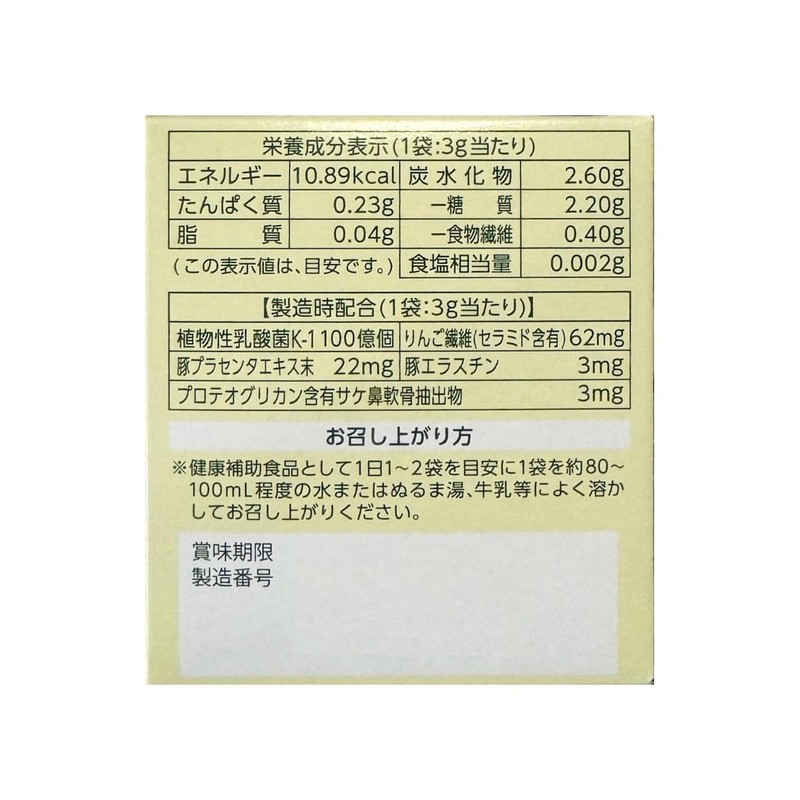 栄養成分表示(1袋:3g当たり)
エネルギー 10.89kcal 炭水化物 2.60g
たんぱく質 0.23g ー糖質 2.20g
脂質 0.04g ー食物繊維 0.40g
(この表示値は、目安です。) 食塩相当量 0.002g
【製造時配合(1袋:3g当たり)】
植物性乳酸菌K-1 100億個 りんご繊維(セラミド含有) 62mg
豚プラセンタエキス末 22mg 豚エラスチン 3mg
プロテオグリカン含有サケ鼻軟骨抽出物 3mg
お召し上がり方
※健康補助食品として1日1~2袋を目安に1袋を約80~
100mL程度の水またはぬるま湯、牛乳等によく溶か
してお召し上がりください。
賞味期限
製造番号